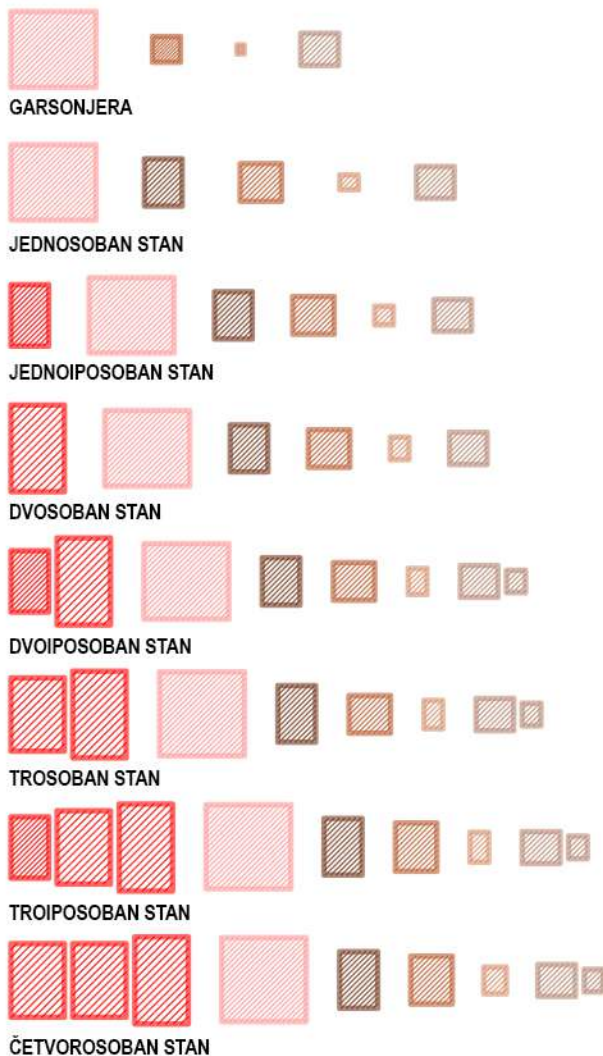 GARSONJERA
JEDNOSOBAN STAN
JEDNOIPOSOBAN STAN
DVOSOBAN STAN
DVOIPOSOBAN STAN
TROSOBAN STAN
TROIPOSOBAN STAN
ČETVOROSOBAN STAN